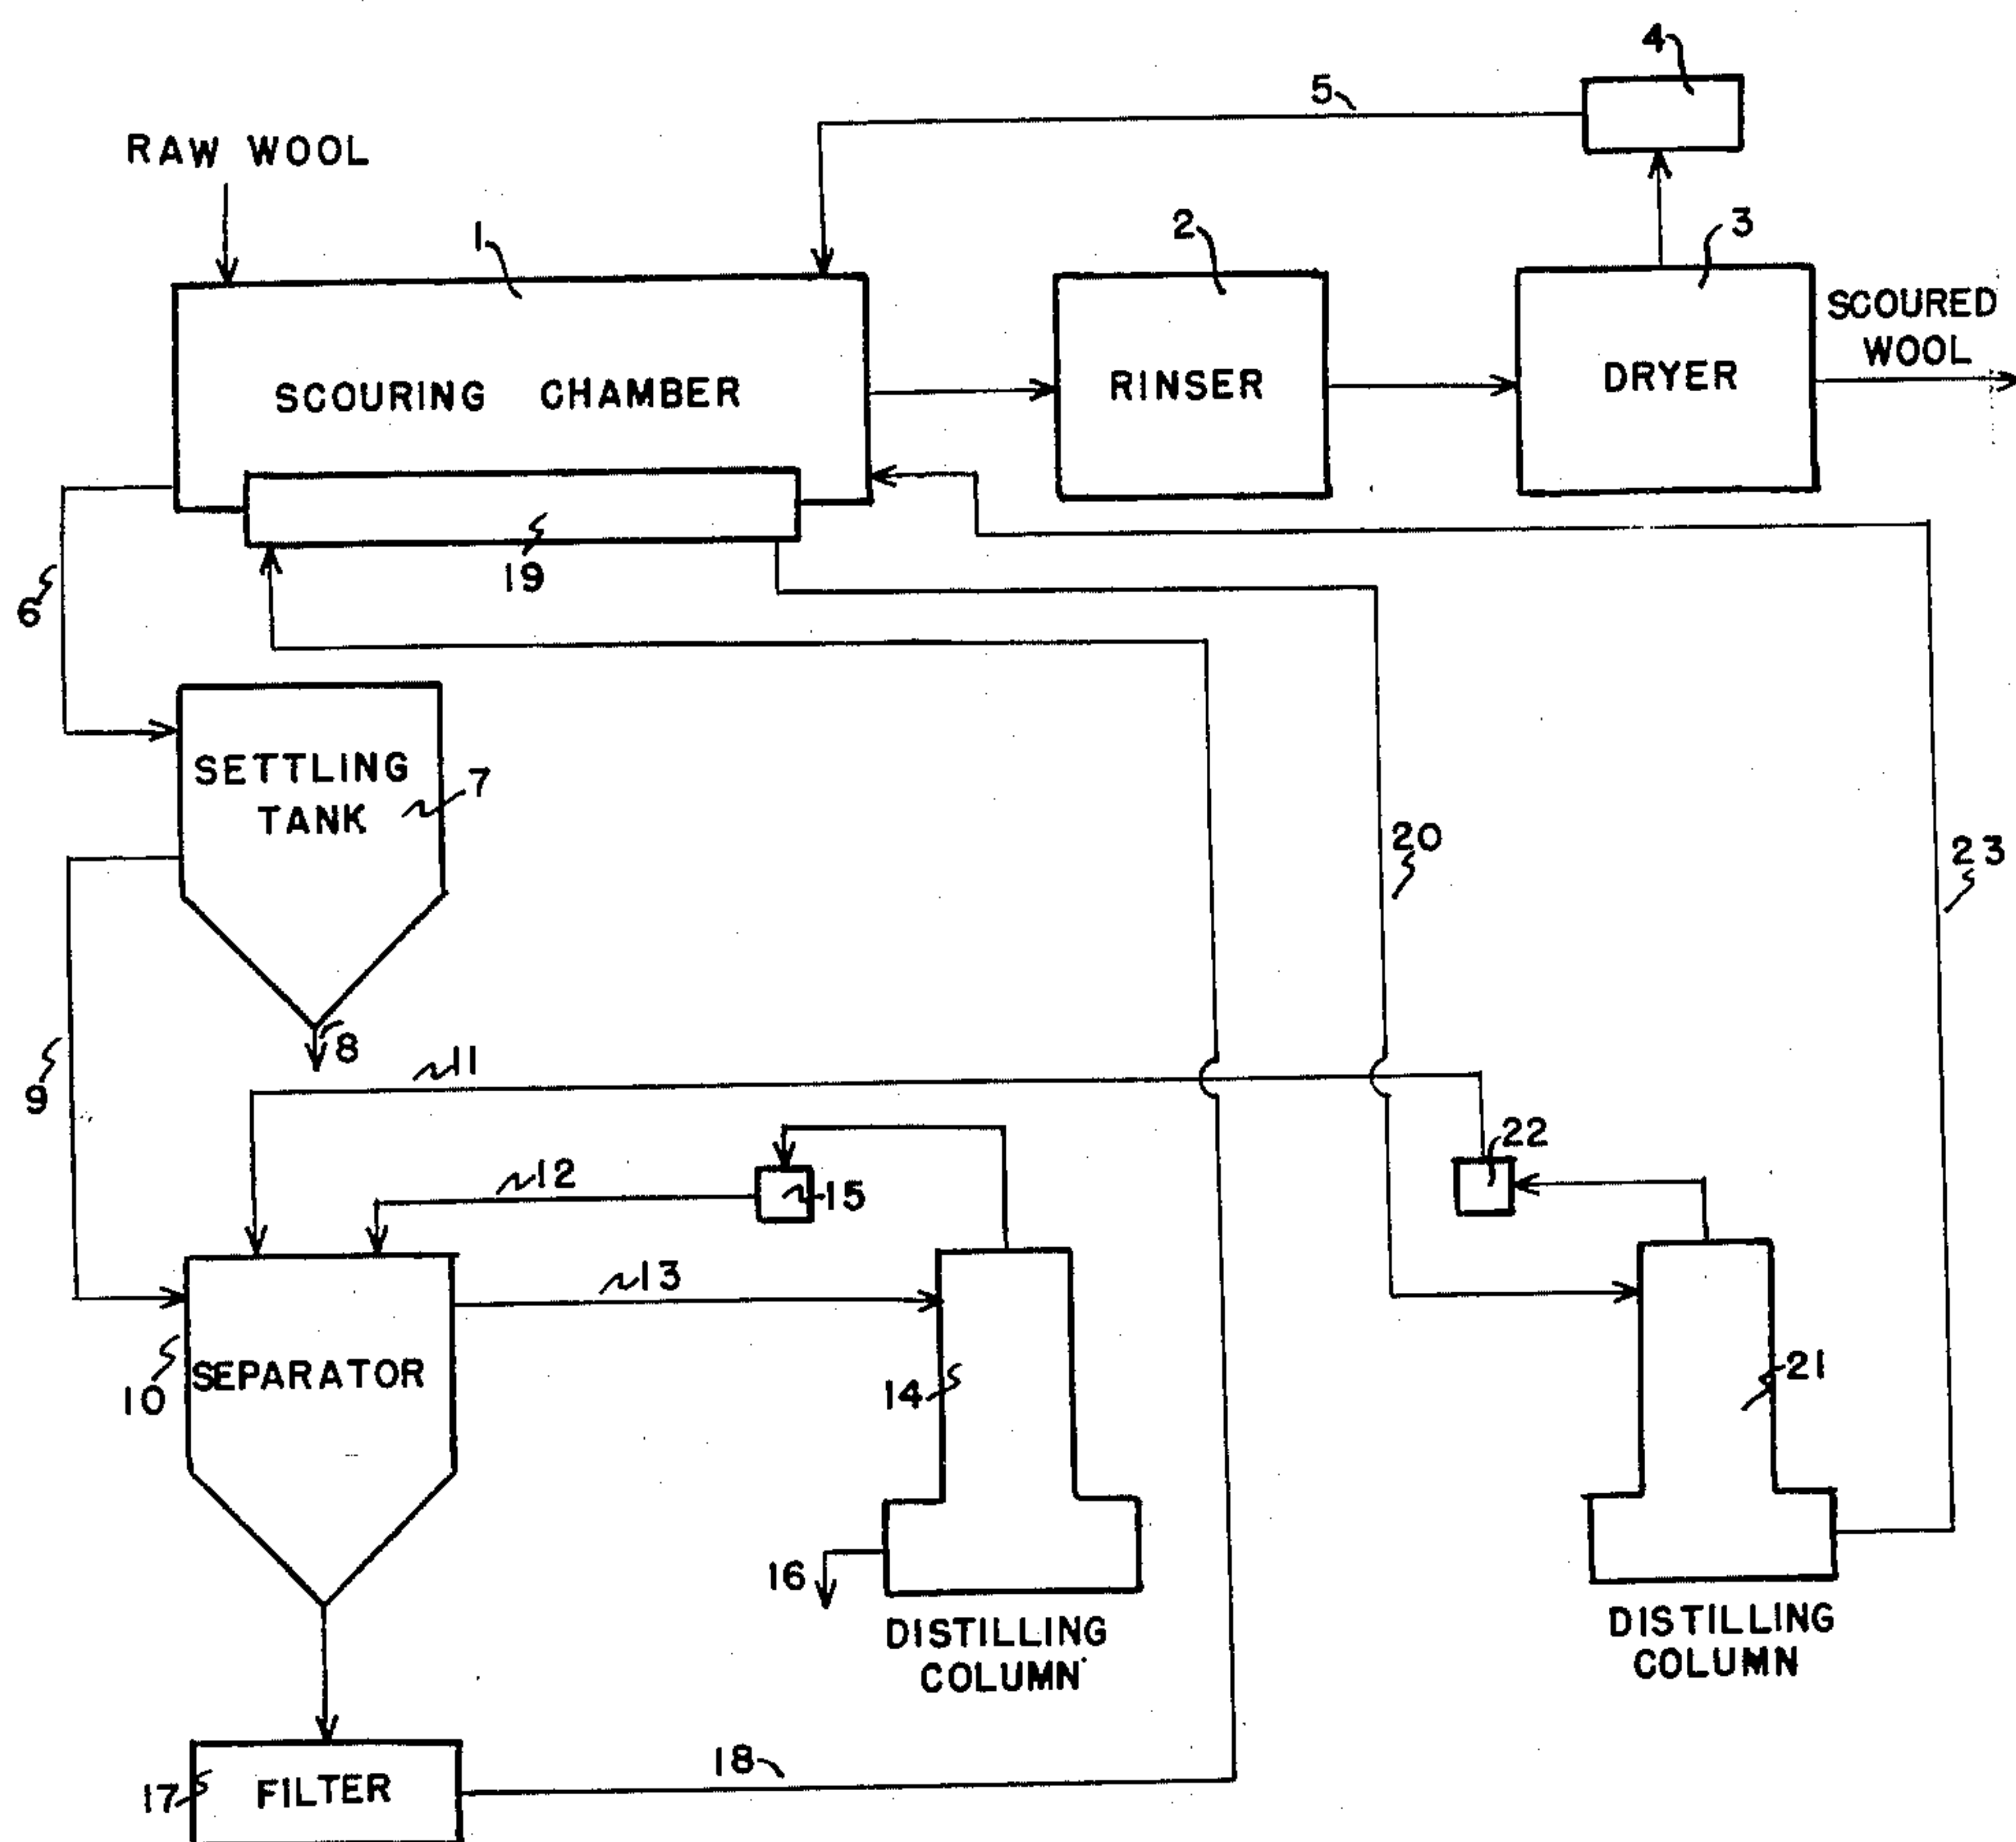 4
5
RAW WOOL
1
2
3
SCOURED
WOOL
SCOURING CHAMBER
RINSER
DRYER
19
6
SETTLING
TANK
7
20
23
8
11
9
22
12
15
13
10
SEPARATOR
14
21
16
DISTILLING
COLUMN
DISTILLING
COLUMN
18
17
FILTER